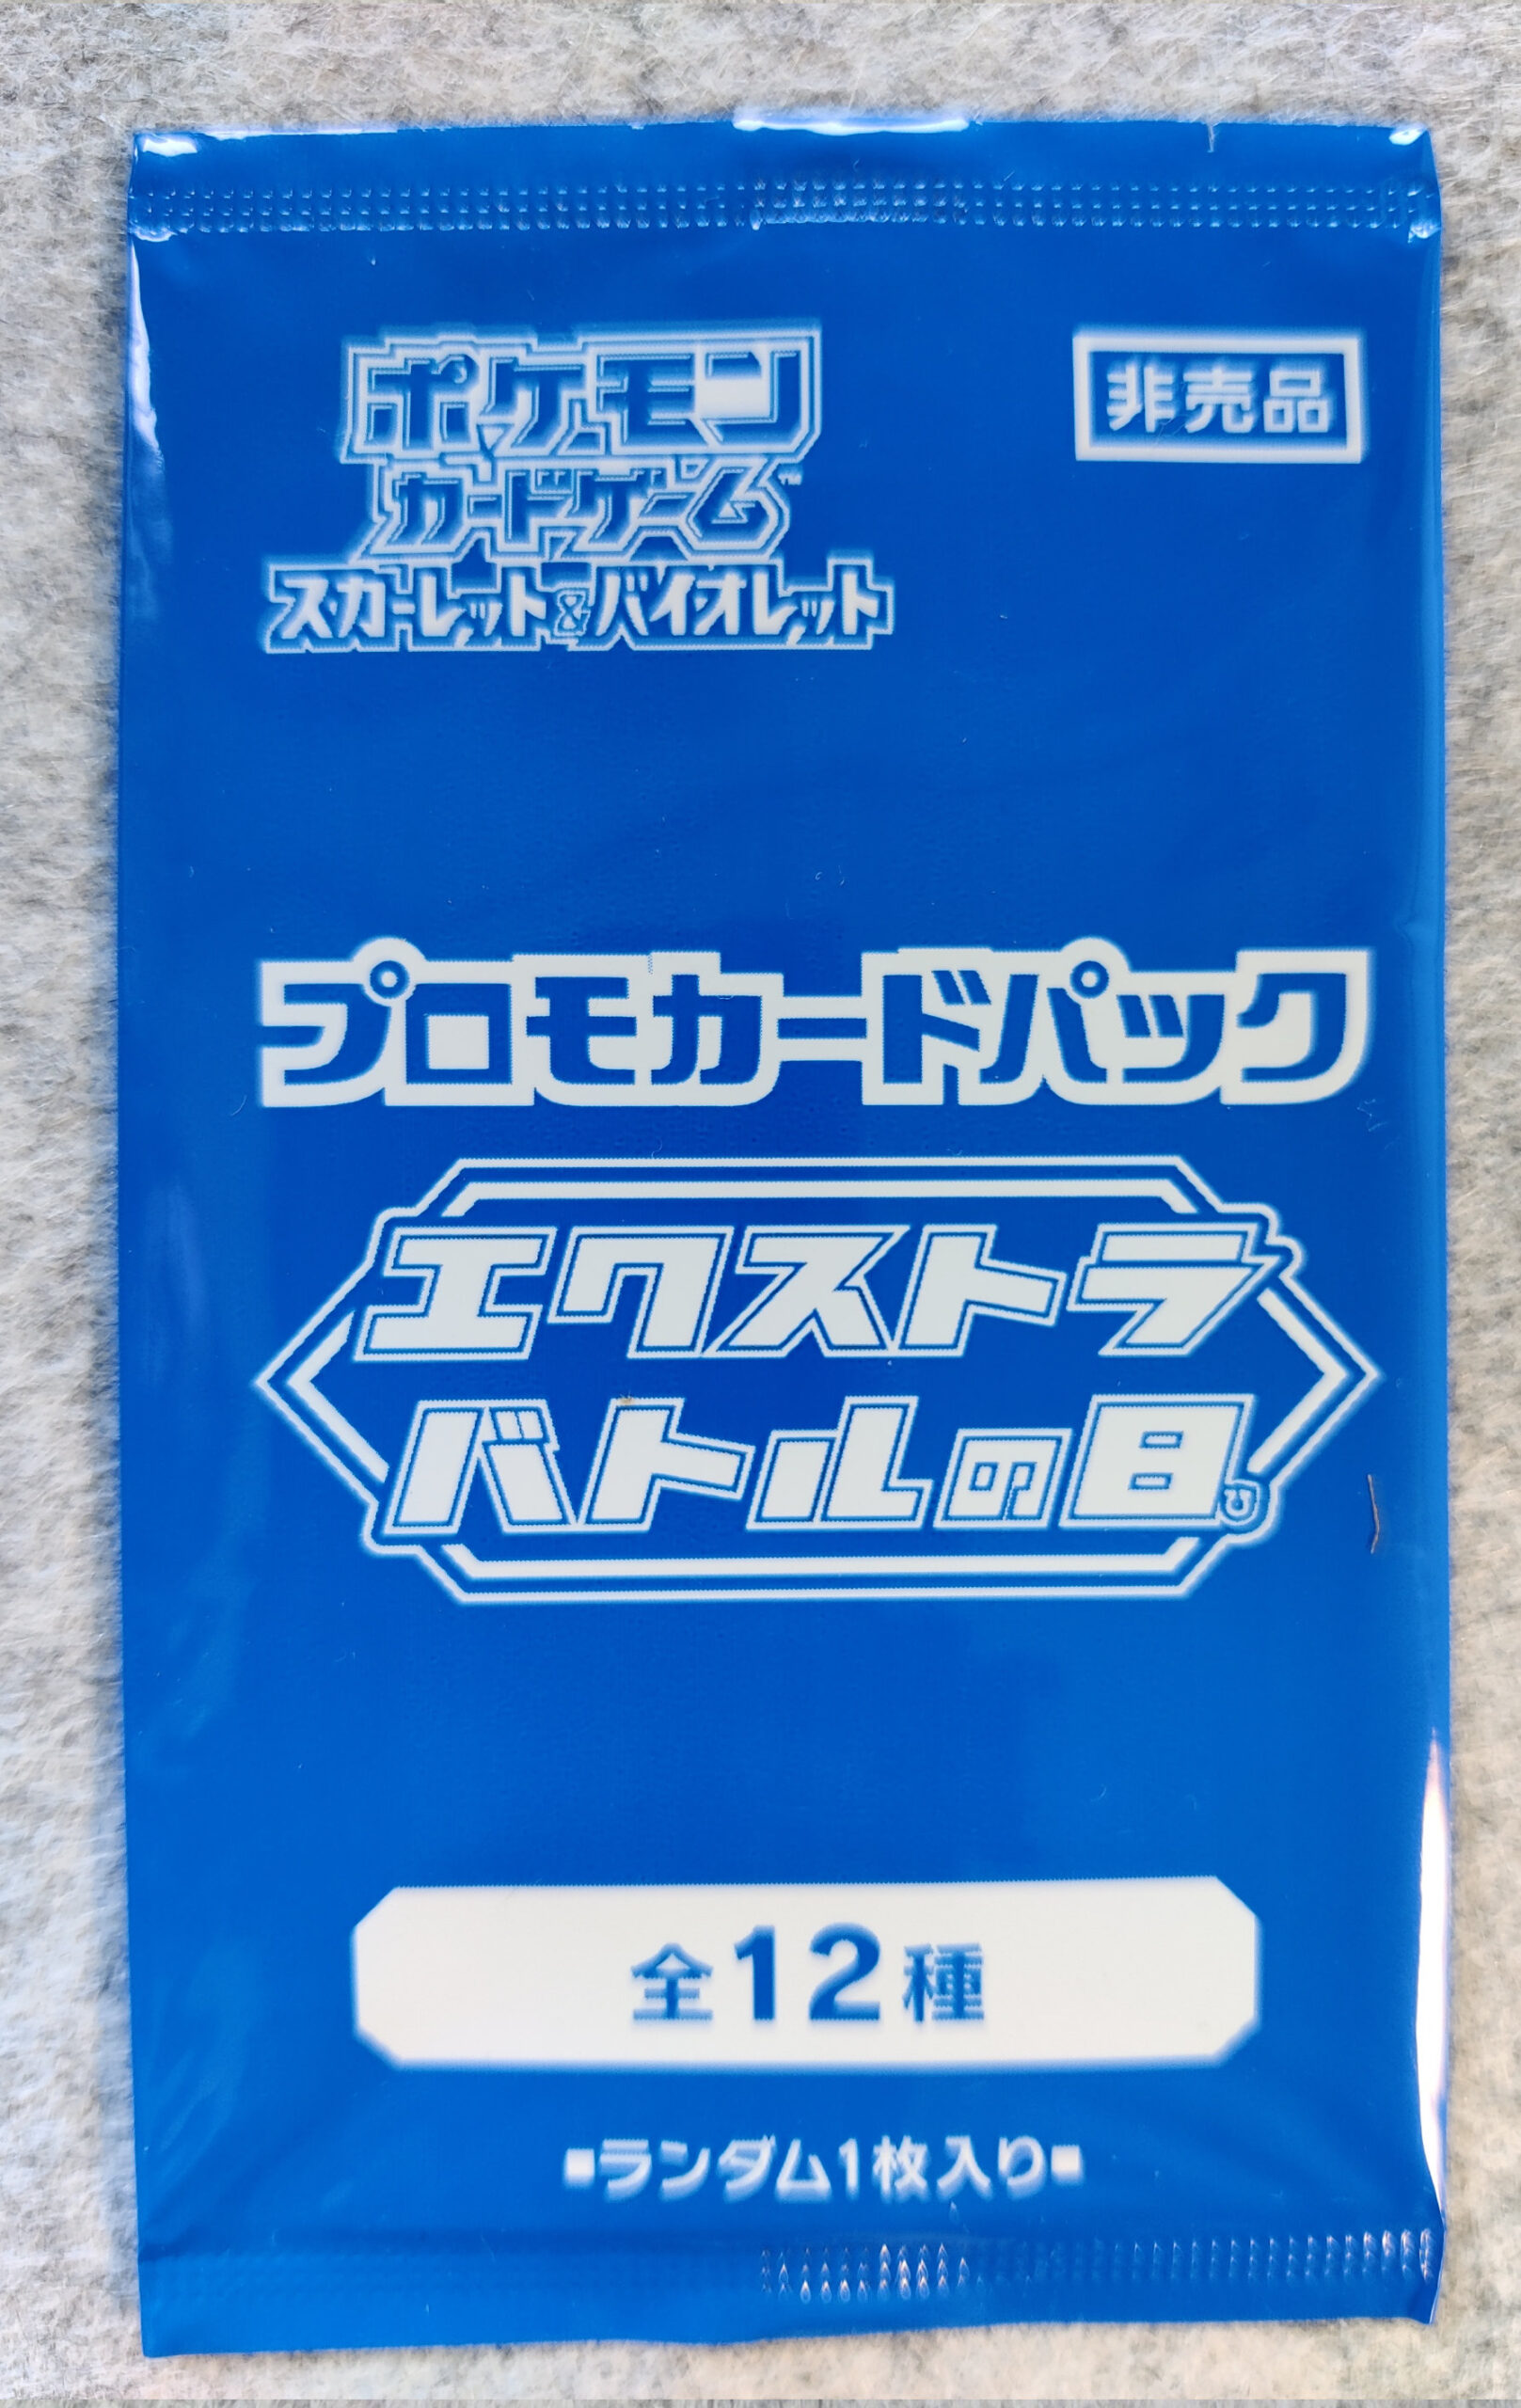 ポケモン
カードゲーム™
スカーレット&バイオレット
非売品
プロモカードパック
エクストラ
バトルの日。
全12種
■ランダム1枚入り■